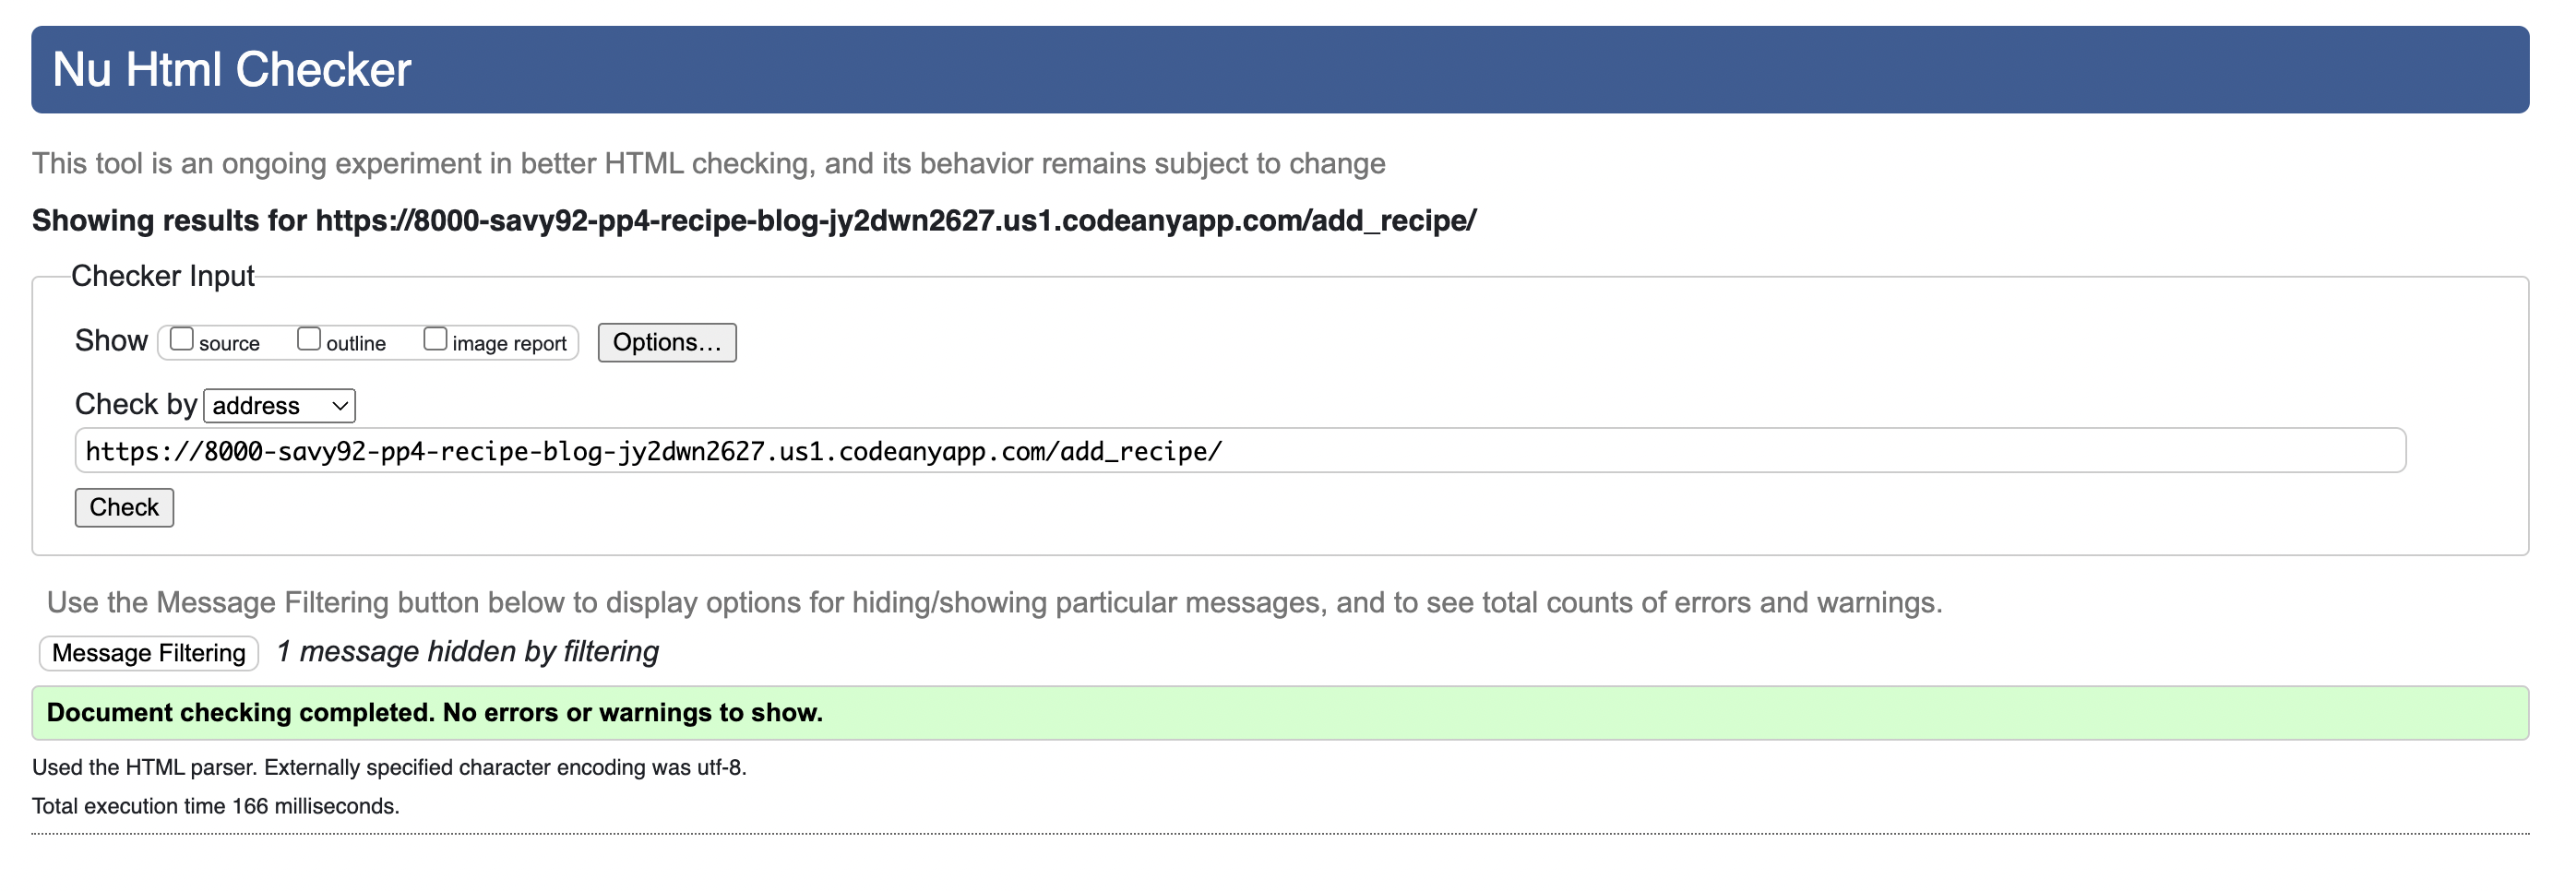 Nu Html Checker
This tool is an ongoing experiment in better HTML checking, and its behavior remains subject to change
Showing results for https://8000-savy92-pp4-recipe-blog-jy2dwn2627.us1.codeanyapp.com/add_recipe/
Checker Input
Show source outline image report Options...
Check by address
https://8000-savy92-pp4-recipe-blog-jy2dwn2627.us1.codeanyapp.com/add_recipe/
Check
Use the Message Filtering button below to display options for hiding/showing particular messages, and to see total counts of errors and warnings.
Message Filtering 1 message hidden by filtering
Document checking completed. No errors or warnings to show.
Used the HTML parser. Externally specified character encoding was utf-8.
Total execution time 166 milliseconds.